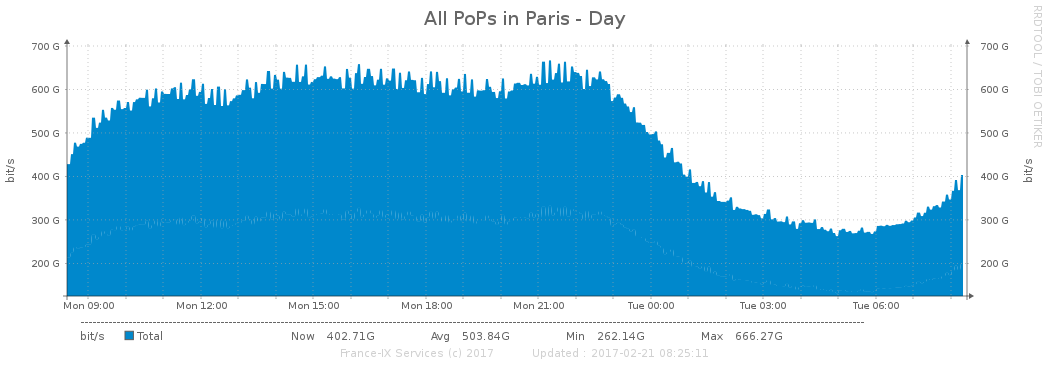 All PoPs in Paris - Day
RRDTOOL / TOBI OETIKER
700 G 700 G
600 G 600 G
500 G 500 G
400 G 400 G
300 G 300 G
200 G 200 G
bit/s bit/s
Mon 09:00 Mon 12:00 Mon 15:00 Mon 18:00 Mon 21:00 Tue 00:00 Tue 03:00 Tue 06:00
bit/s Total Now 402.71G Avg 503.84G Min 262.14G Max 666.27G
France-IX Services (c) 2017 Updated : 2017-02-21 08:25:11